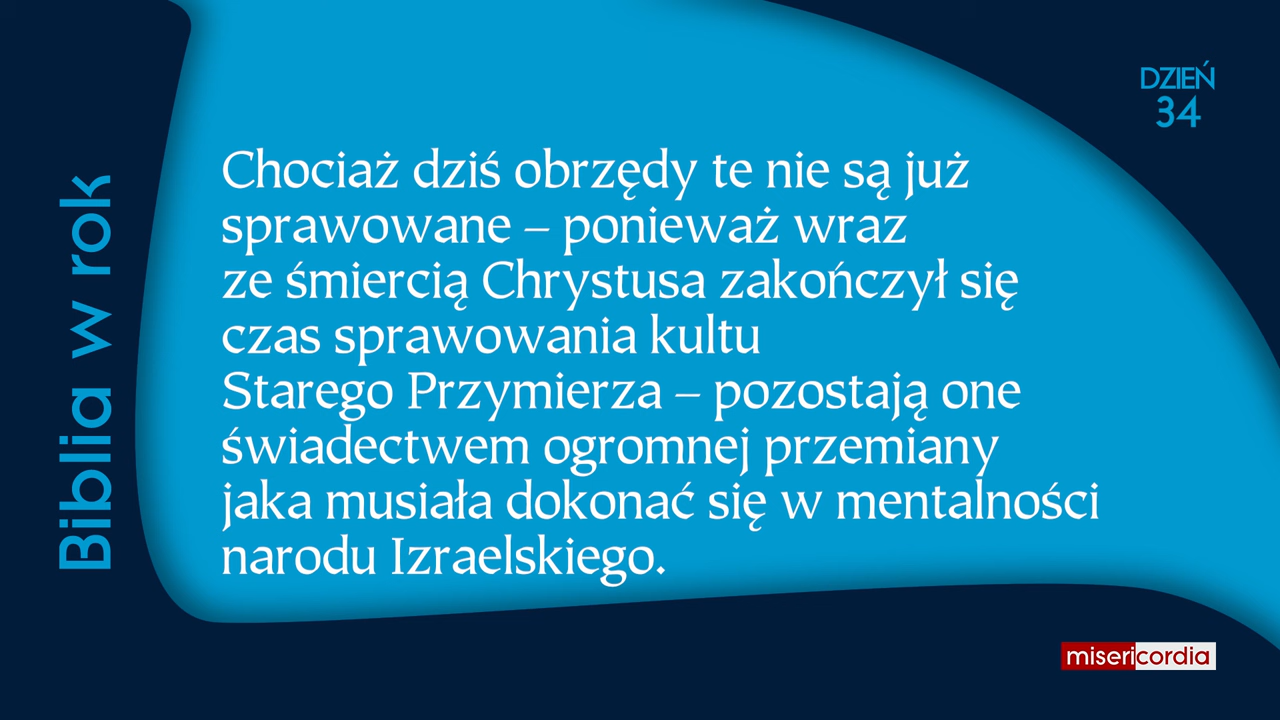 Biblia w rok
DZIEŃ
34
Chociaż dziś obrzędy te nie są już
sprawowane – ponieważ wraz
ze śmiercią Chrystusa zakończył się
czas sprawowania kultu
Starego Przymierza – pozostają one
świadectwem ogromnej przemiany
jaka musiała dokonać się w mentalności
narodu Izraelskiego.
misericordia